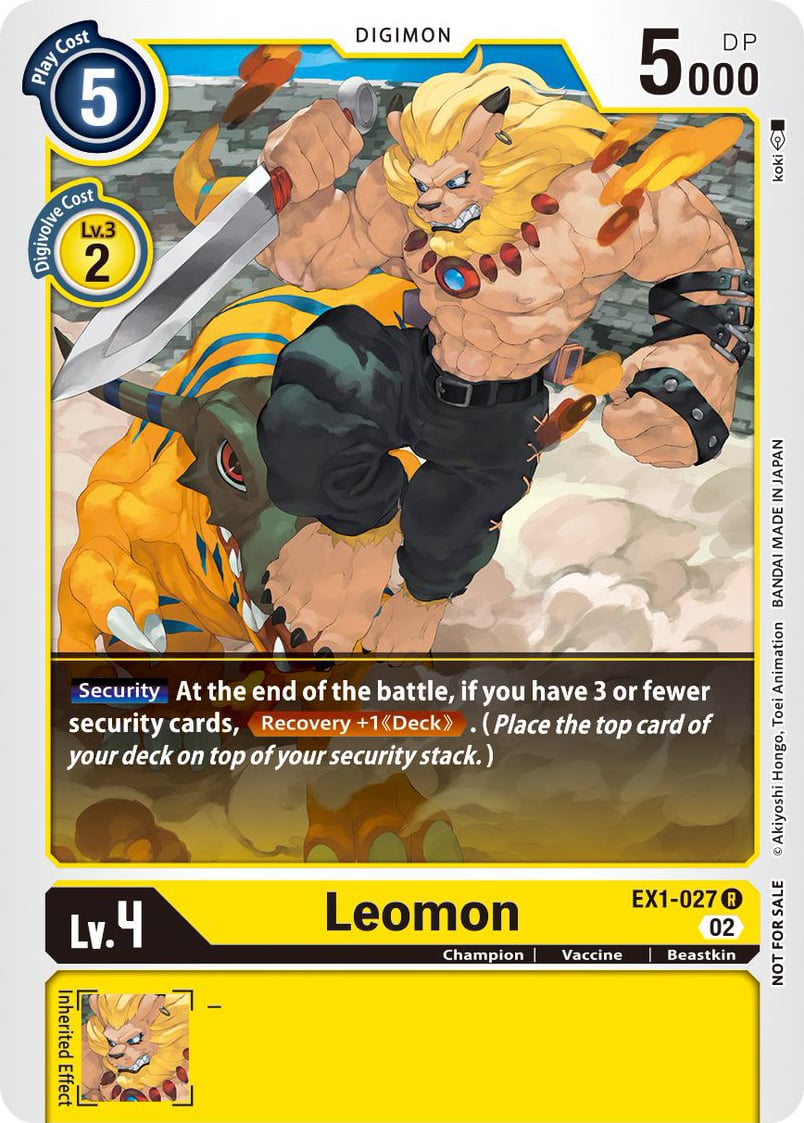 Play Cost
5
DIGIMON
DP
5000
koki
Digivolve Cost
Lv.3
2
Security At the end of the battle, if you have 3 or fewer
security cards, Recovery +1《Deck》. (Place the top card of
your deck on top of your security stack.)
© Akiyoshi Hongo, Toei Animation BANDAI MADE IN JAPAN
Lv.4
Leomon
EX1-027 R
02
Champion | Vaccine | Beastkin
NOT FOR SALE
Inherited Effect
–